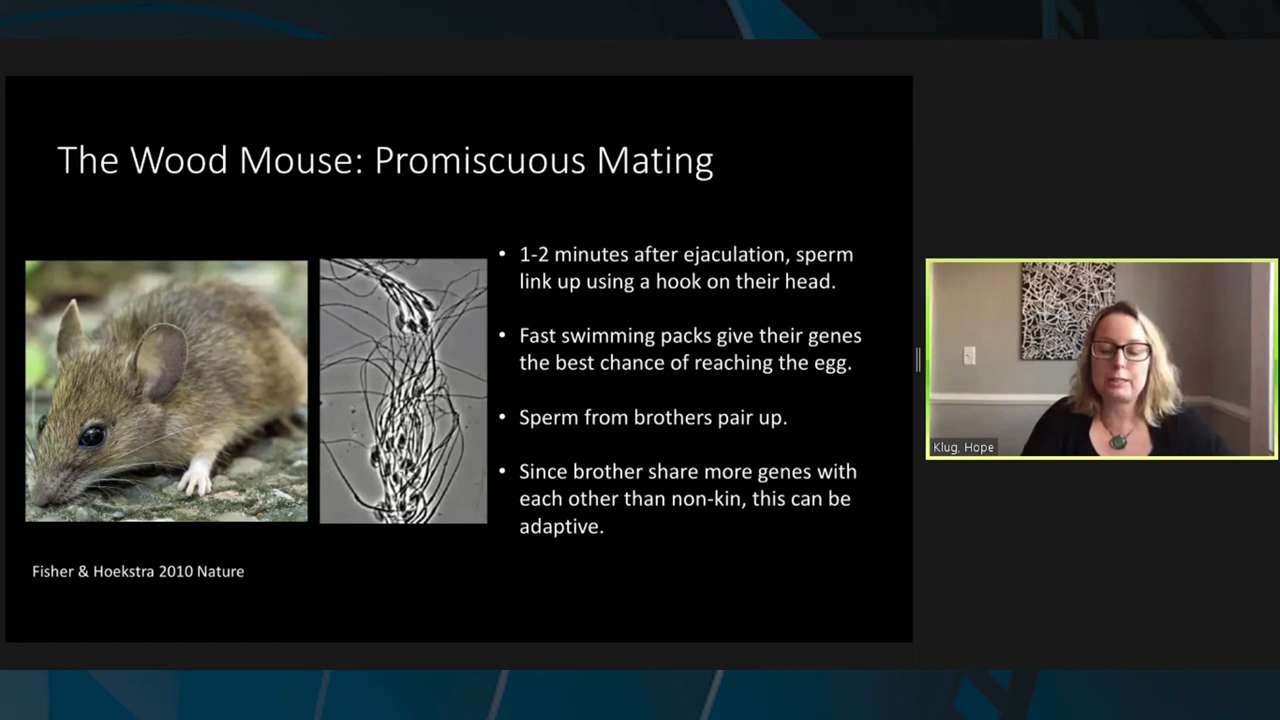 The Wood Mouse: Promiscuous Mating
• 1-2 minutes after ejaculation, sperm
link up using a hook on their head.
• Fast swimming packs give their genes
the best chance of reaching the egg.
• Sperm from brothers pair up.
• Since brother share more genes with
each other than non-kin, this can be
adaptive.
Fisher & Hoekstra 2010 Nature
Klug, Hope